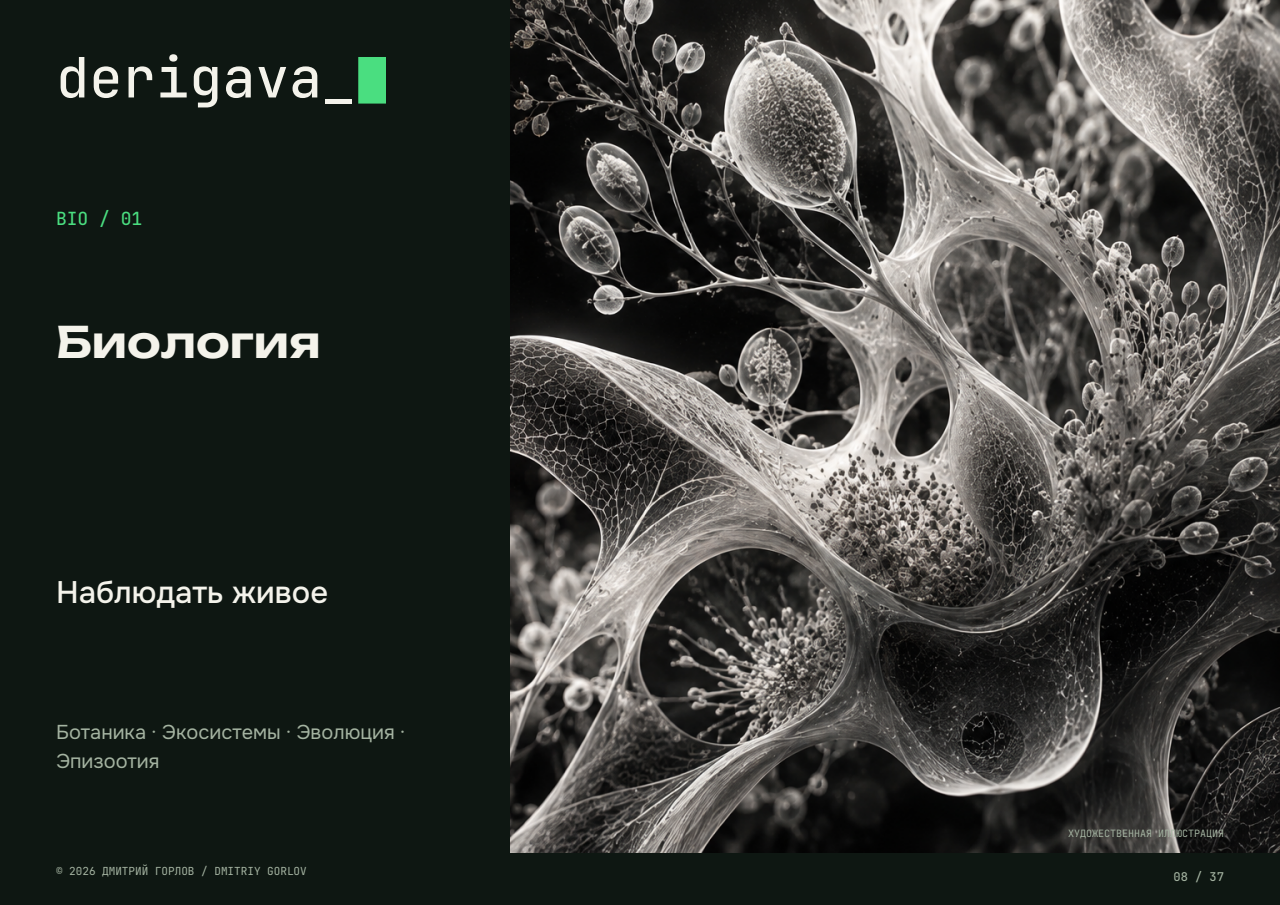 derigava_
BIO / 01
Биология
Наблюдать живое
Ботаника · Экосистемы · Эволюция ·
Эпизоотия
ХУДОЖЕСТВЕННАЯ ИЛЛЮСТРАЦИЯ
© 2026 ДМИТРИЙ ГОРЛОВ / DMITRIY GORLOV
08 / 37